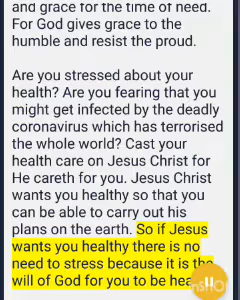 and grace for the time of need.
For God gives grace to the
humble and resist the proud.
Are you stressed about your
health? Are you fearing that you
might get infected by the deadly
coronavirus which has terrorised
the whole world? Cast your
health care on Jesus Christ for
He careth for you. Jesus Christ
wants you healthy so that you
can be able to carry out his
plans on the earth. So if Jesus
wants you healthy there is no
need to stress because it is the
will of God for you to be